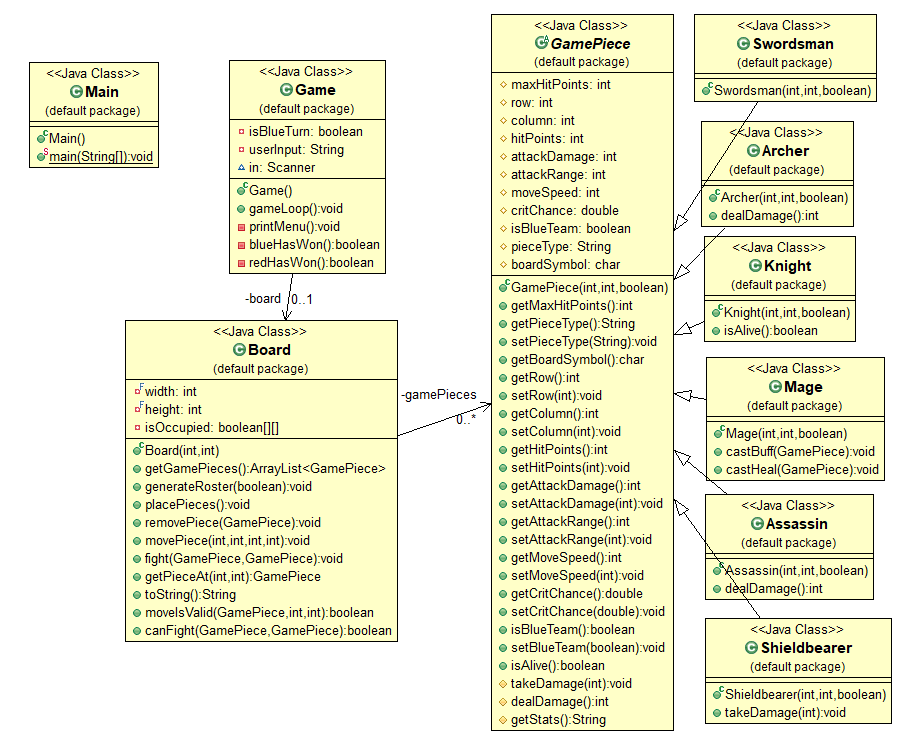 <<Java Class>>
Main
(default package)
Main()
main(String[]):void
<<Java Class>>
Game
(default package)
isBlueTurn: boolean
userInput: String
in: Scanner
Game()
gameLoop():void
printMenu():void
blueHasWon():boolean
redHasWon():boolean
-board 0..1
<<Java Class>>
Board
(default package)
width: int
height: int
isOccupied: boolean[][]
Board(int,int)
getGamePieces():ArrayList<GamePiece>
generateRoster(boolean):void
placePieces():void
removePiece(GamePiece):void
movePiece(int,int,int,int):void
fight(GamePiece,GamePiece):void
getPieceAt(int,int):GamePiece
toString():String
moveIsValid(GamePiece,int,int):boolean
canFight(GamePiece,GamePiece):boolean
-gamePieces
0..*
<<Java Class>>
GamePiece
(default package)
maxHitPoints: int
row: int
column: int
hitPoints: int
attackDamage: int
attackRange: int
moveSpeed: int
critChance: double
isBlueTeam: boolean
pieceType: String
boardSymbol: char
GamePiece(int,int,boolean)
getMaxHitPoints():int
getPieceType():String
setPieceType(String):void
getBoardSymbol():char
getRow():int
setRow(int):void
getColumn():int
setColumn(int):void
getHitPoints():int
setHitPoints(int):void
getAttackDamage():int
setAttackDamage(int):void
getAttackRange():int
setAttackRange(int):void
getMoveSpeed():int
setMoveSpeed(int):void
getCritChance():double
setCritChance(double):void
isBlueTeam():boolean
setBlueTeam(boolean):void
isAlive():boolean
takeDamage(int):void
dealDamage():int
getStats():String
<<Java Class>>
Swordsman
(default package)
Swordsman(int,int,boolean)
<<Java Class>>
Archer
(default package)
Archer(int,int,boolean)
dealDamage():int
<<Java Class>>
Knight
(default package)
Knight(int,int,boolean)
isAlive():boolean
<<Java Class>>
Mage
(default package)
Mage(int,int,boolean)
castBuff(GamePiece):void
castHeal(GamePiece):void
<<Java Class>>
Assassin
(default package)
Assassin(int,int,boolean)
dealDamage():int
<<Java Class>>
Shieldbearer
(default package)
Shieldbearer(int,int,boolean)
takeDamage(int):void